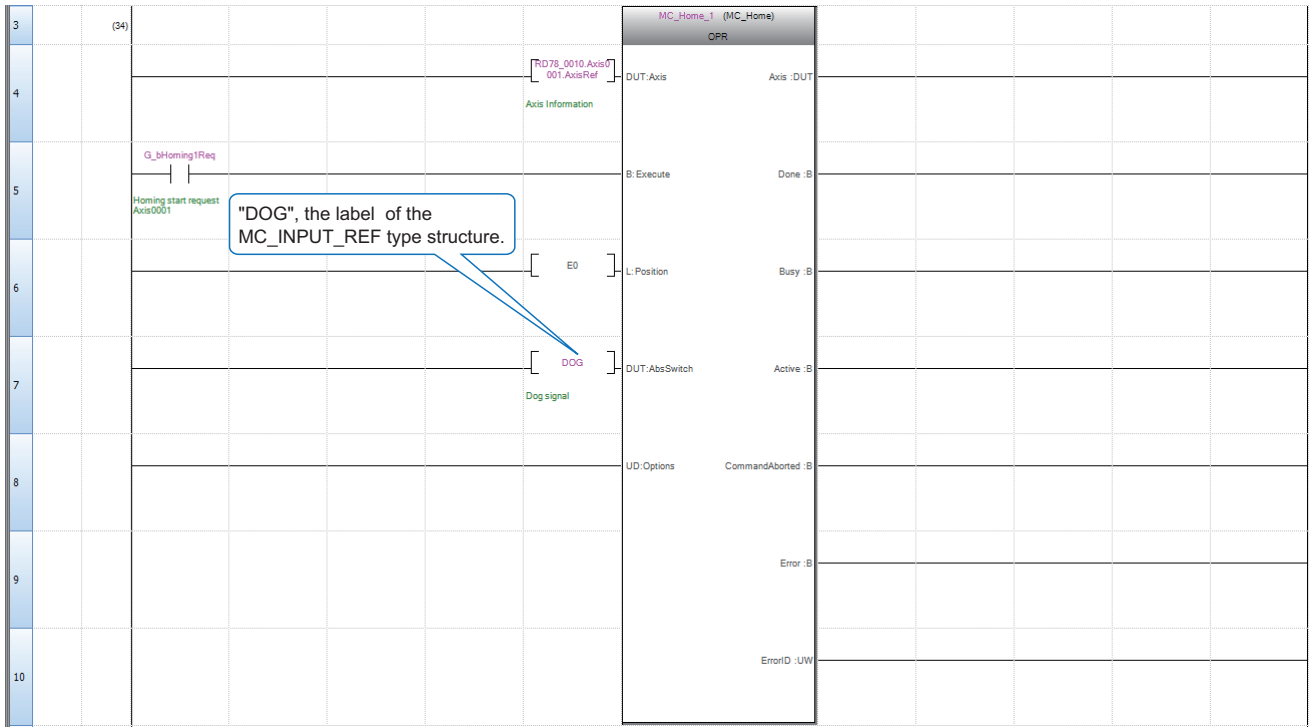 3
(34)
MC_Home_1 (MC_Home)
OPR
4
RD78_0010.Axis0
001.AxisRef
DUT:Axis
Axis :DUT
Axis Information
5
G_bHoming1Req
B: Execute
Done :B
Homing start request
Axis0001
"DOG", the label of the
MC_INPUT_REF type structure.
6
E0
L: Position
Busy :B
7
DOG
DUT:AbsSwitch
Active :B
Dog signal
8
UD:Options
CommandAborted :B
9
Error :B
10
ErrorID :UW